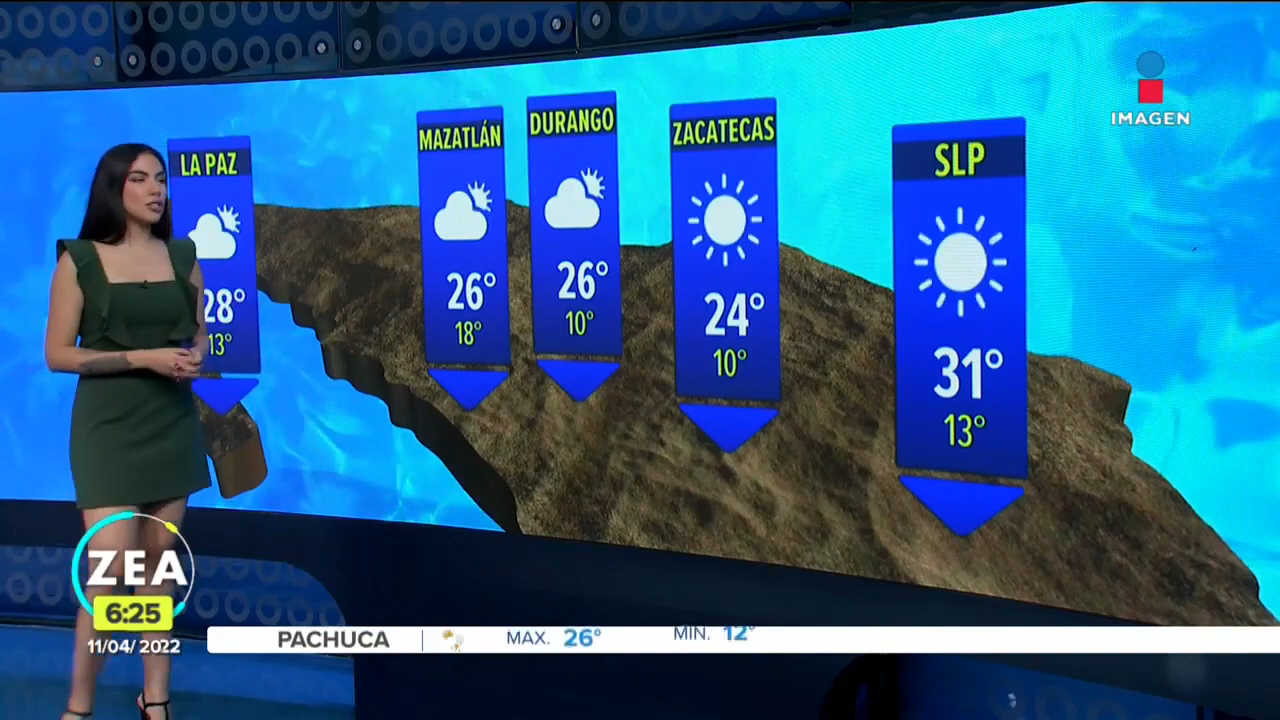 IMAGEN
LA PAZ
28°
13°
MAZATLÁN
26°
18°
DURANGO
26°
10°
ZACATECAS
24°
10°
SLP
31°
13°
ZEA
6:25
11/04/2022
PACHUCA MAX. 26° MIN. 12°